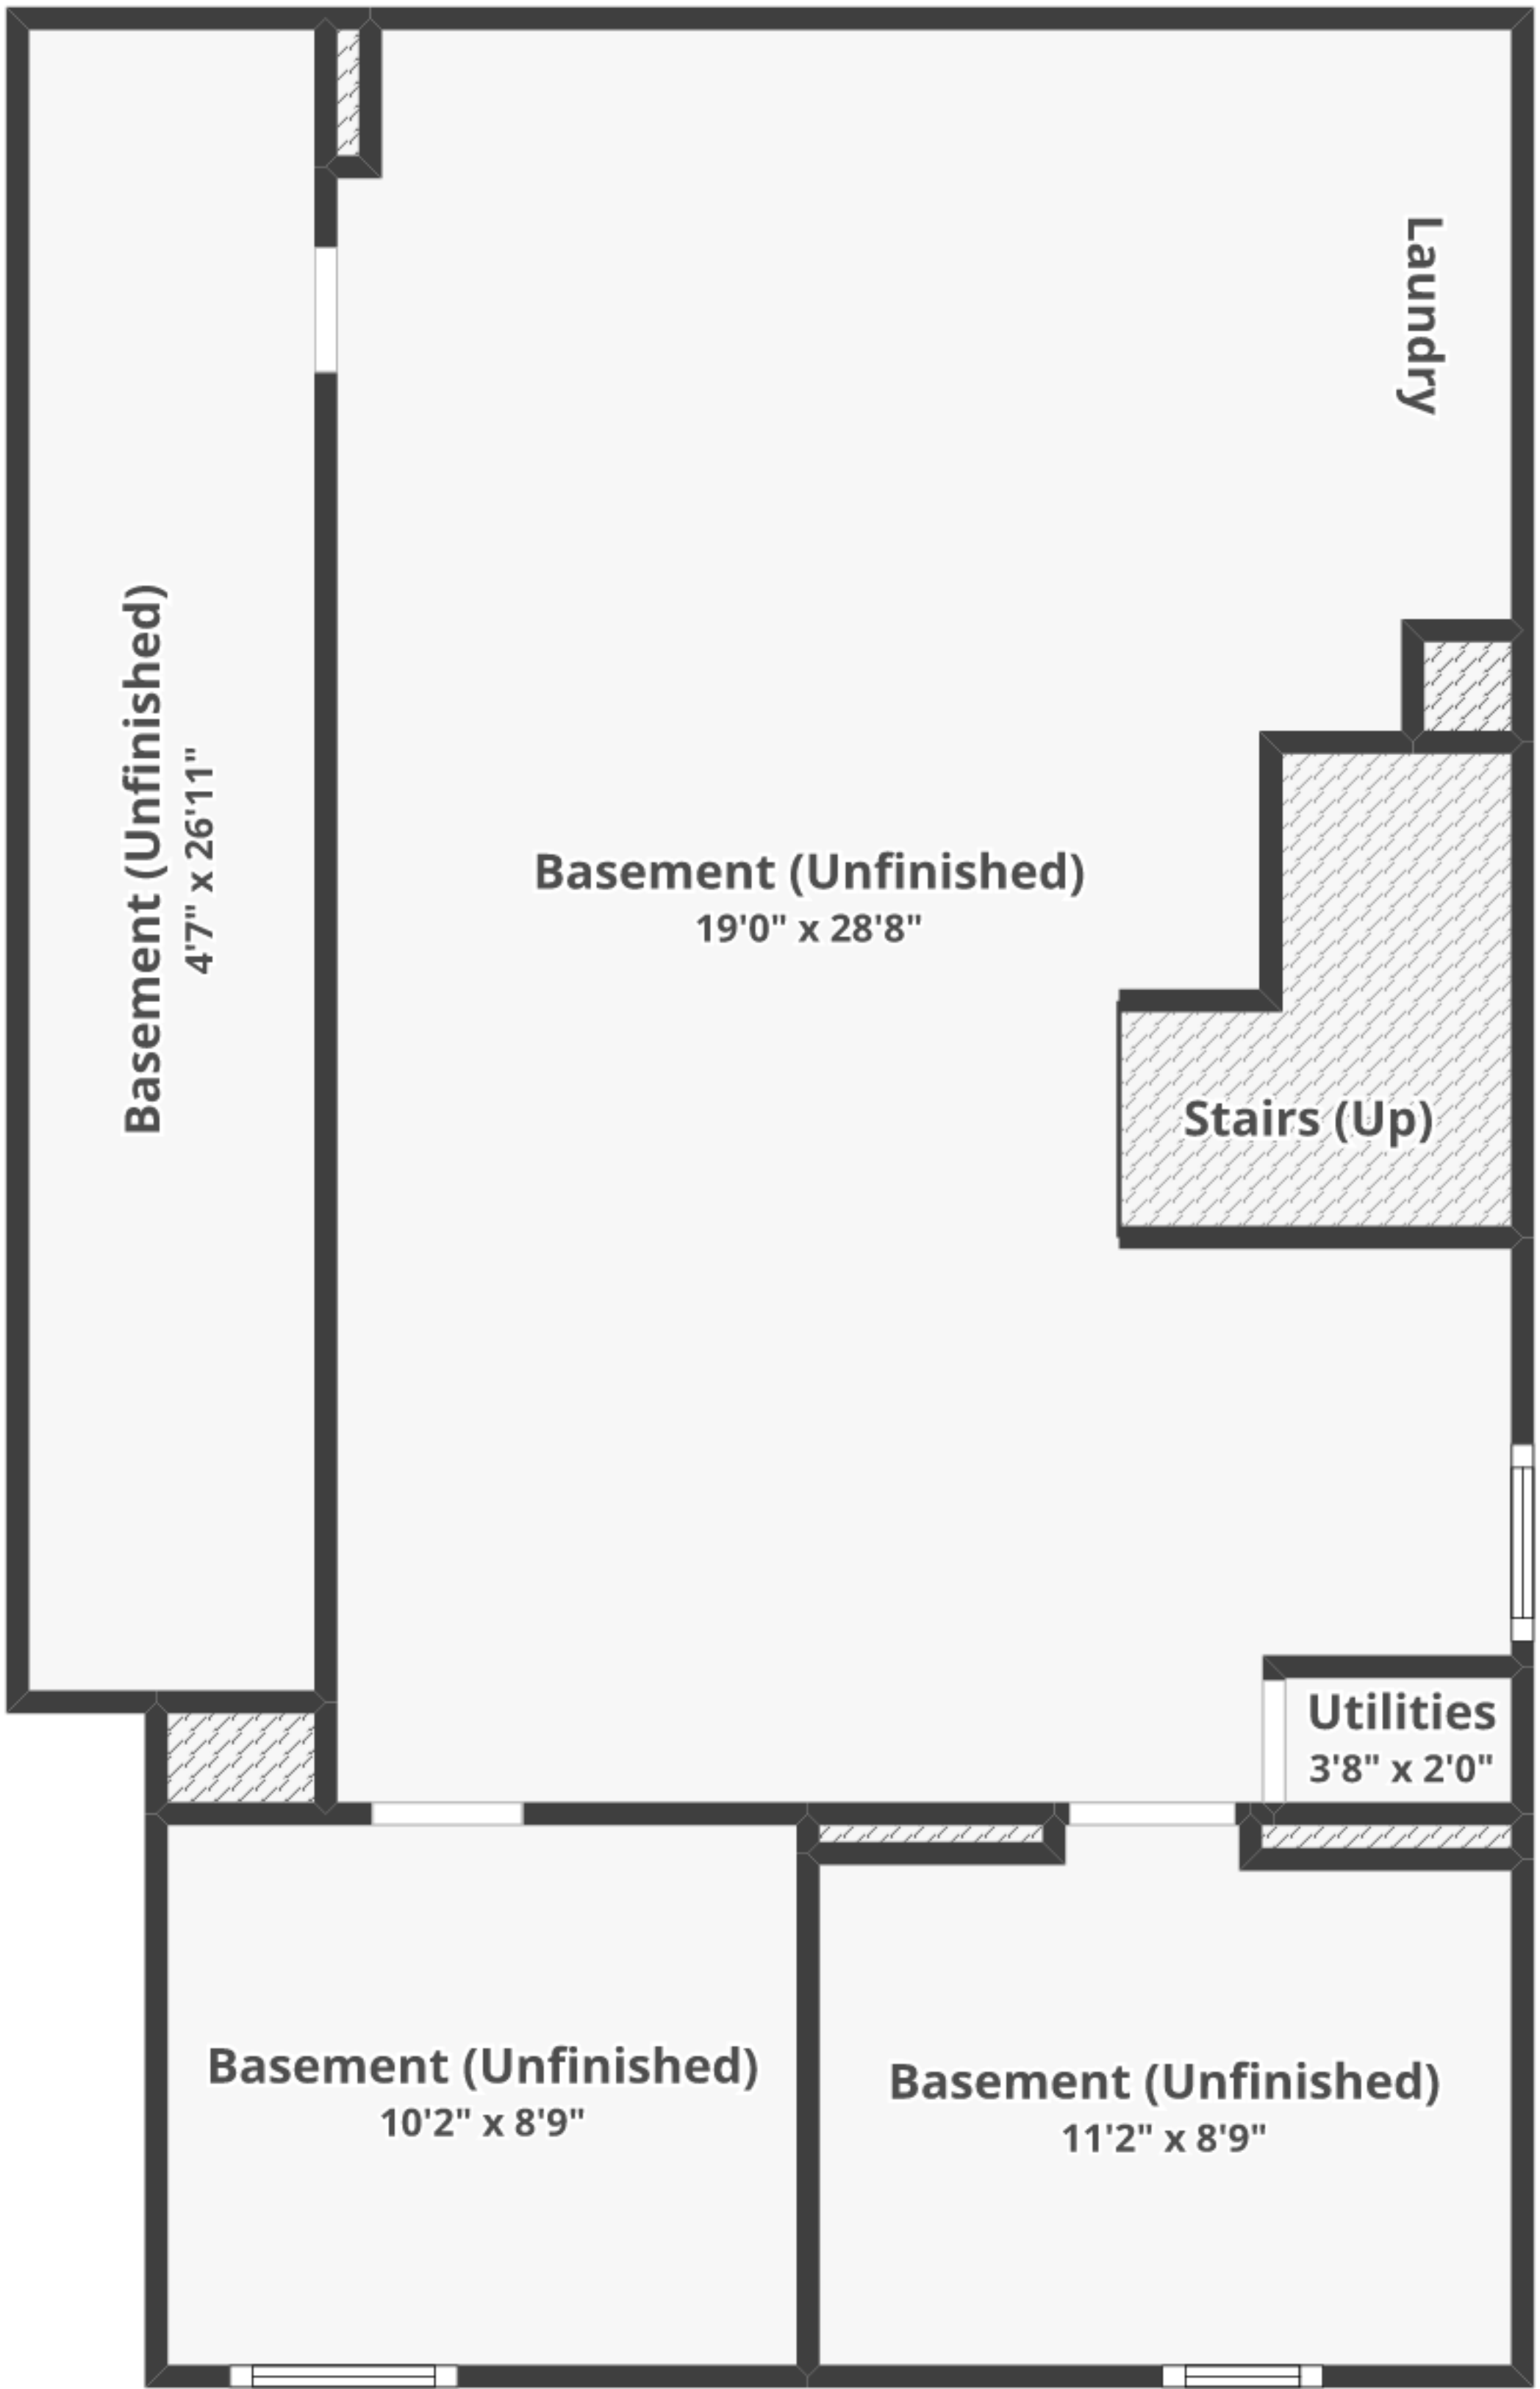 Laundry
Basement (Unfinished)
4'7" x 26'11"
Basement (Unfinished)
19'0" x 28'8"
Stairs (Up)
Utilities
3'8" x 2'0"
Basement (Unfinished)
10'2" x 8'9"
Basement (Unfinished)
11'2" x 8'9"